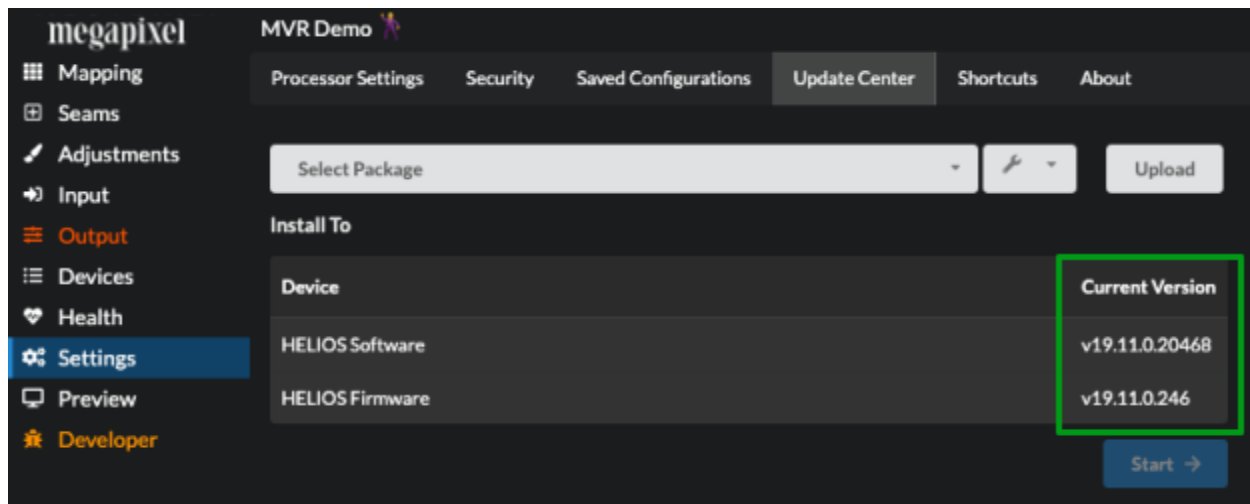 megapixel
MVR Demo
Mapping
Seams
Adjustments
Input
Output
Devices
Health
Settings
Preview
Developer
Processor Settings Security Saved Configurations Update Center Shortcuts About
Select Package Upload
Install To
Device Current Version
HELIOS Software v19.11.0.20468
HELIOS Firmware v19.11.0.246
Start →